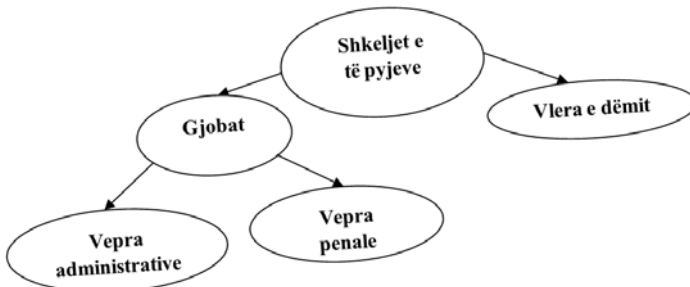 Shkeljet e
të pyjeve
Gjobat
Vlera e dëmit
Vepra
administrative
Vepra
penale